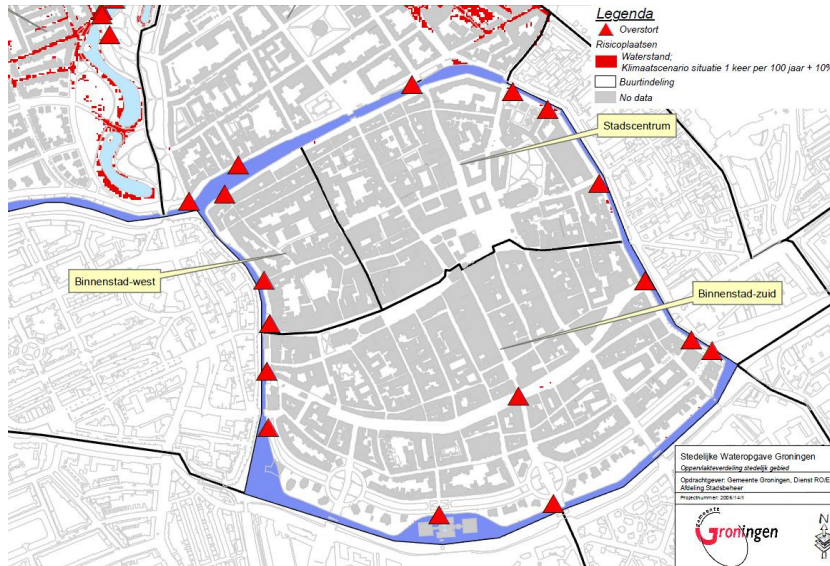 Legenda
Overstort
Risicoplaatsen
Waterstand;
Klimaatscenario situatie 1 keer per 100 jaar + 10%
Buurtindeling
No data
Stadscentrum
Binnenstad-west
Binnenstad-zuid
Stedelijke Wateropgave Groningen
Oppervlakteverdeling stedelijk gebied
Opdrachtgever: Gemeente Groningen, Dienst RO/E
Afdeling Stadsbeheer
Projectnummer: 2006/14/1
gemeente
Groningen
N